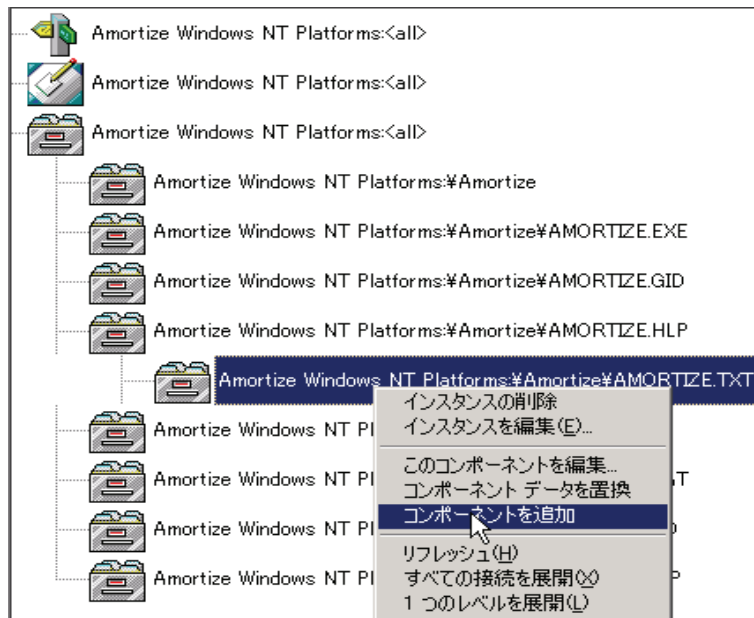 Amortize Windows NT Platforms:<all>
Amortize Windows NT Platforms:<all>
Amortize Windows NT Platforms:<all>
Amortize Windows NT Platforms:¥Amortize
Amortize Windows NT Platforms:¥Amortize¥AMORTIZE.EXE
Amortize Windows NT Platforms:¥Amortize¥AMORTIZE.GID
Amortize Windows NT Platforms:¥Amortize¥AMORTIZE.HLP
Amortize Windows NT Platforms:¥Amortize¥AMORTIZE.TXT
インスタンスの削除
インスタンスを編集(E)...
このコンポーネントを編集...
コンポーネント データを置換
コンポーネントを追加
リフレッシュ(H)
すべての接続を展開(X)
1 つのレベルを展開(L)
Amortize Windows NT Pl
Amortize Windows NT Pl
Amortize Windows NT Pl
Amortize Windows NT Pl